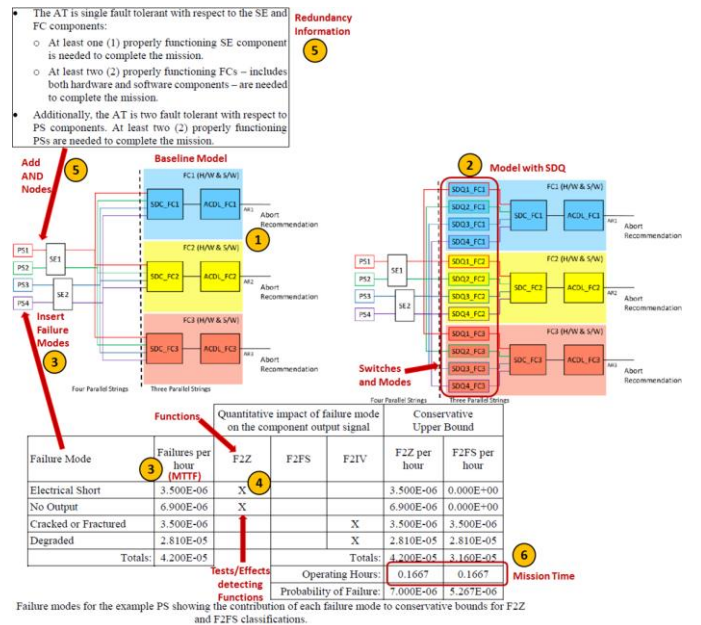 • The AT is single fault tolerant with respect to the SE and
FC components:
o At least one (1) properly functioning SE component
is needed to complete the mission.
o At least two (2) properly functioning FCs – includes
both hardware and software components – are needed
to complete the mission.
• Additionally, the AT is two fault tolerant with respect to
PS components. At least two (2) properly functioning
PSs are needed to complete the mission.
Redundancy
Information
5
Add
AND
Nodes
5
Baseline Model
FC1 (H/W & S/W)
SDC_FC1
ACDL_FC1
AR1
Abort
Recommendation
1
FC2 (H/W & S/W)
SDC_FC2
ACDL_FC2
AR2
Abort
Recommendation
FC3 (H/W & S/W)
SDC_FC3
ACDL_FC3
AR3
Abort
Recommendation
PS1
PS2
PS3
PS4
SE1
SE2
Insert
Failure
Modes
3
Four Parallel Strings
Three Parallel Strings
2
Model with SDQ
FC1 (H/W & S/W)
SDQ1_FC1
SDQ2_FC1
SDQ3_FC1
SDQ4_FC1
SDC_FC1
ACDL_FC1
AR1
Abort
Recommendation
FC2 (H/W & S/W)
SDQ1_FC2
SDQ2_FC2
SDQ3_FC2
SDQ4_FC2
SDC_FC2
ACDL_FC2
AR2
Abort
Recommendation
FC3 (H/W & S/W)
SDQ1_FC3
SDQ2_FC3
SDQ3_FC3
SDQ4_FC3
SDC_FC3
ACDL_FC3
AR3
Abort
Recommendation
PS1
PS2
PS3
PS4
SE1
SE2
Switches
and Modes
Four Parallel Strings
Three Parallel Strings
Functions
Quantitative impact of failure mode
on the component output signal
Conservative
Upper Bound
Failure Mode
3
Failures per
hour
(MTTF)
F2Z
F2FS
F2IV
F2Z per
hour
F2FS per
hour
4
Electrical Short 3.500E-06 X 3.500E-06 0.000E+00
No Output 6.900E-06 X 6.900E-06 0.000E+00
Cracked or Fractured 3.500E-06 X 3.500E-06 3.500E-06
Degraded 2.810E-05 X 2.810E-05 2.810E-05
Totals: 4.200E-05 Totals: 4.200E-05 3.160E-05
Operating Hours: 0.1667 0.1667
Probability of Failure: 7.000E-06 5.267E-06
6
Mission Time
Tests/Effects
detecting
Functions
Failure modes for the example PS showing the contribution of each failure mode to conservative bounds for F2Z
and F2FS classifications.